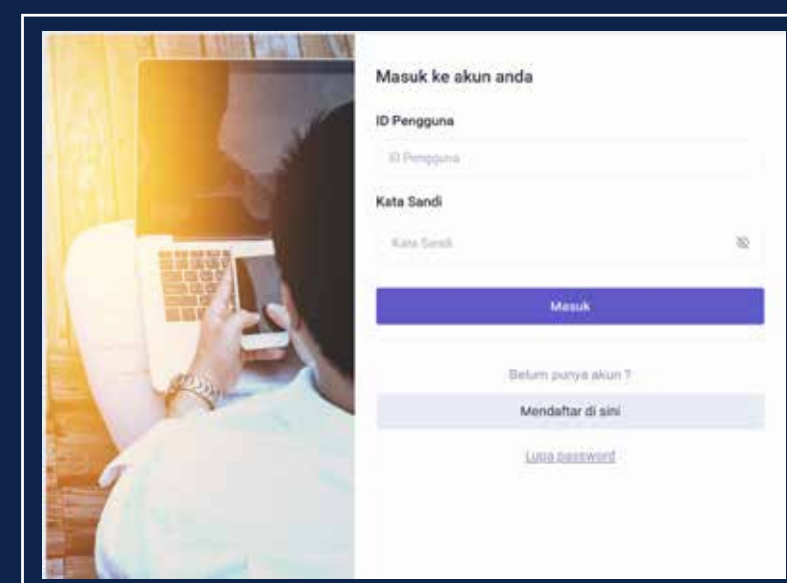 Masuk ke akun anda
ID Pengguna
ID Pengguna
Kata Sandi
Kata Sandi
Masuk
Belum punya akun ?
Mendaftar di sini
Lupa password